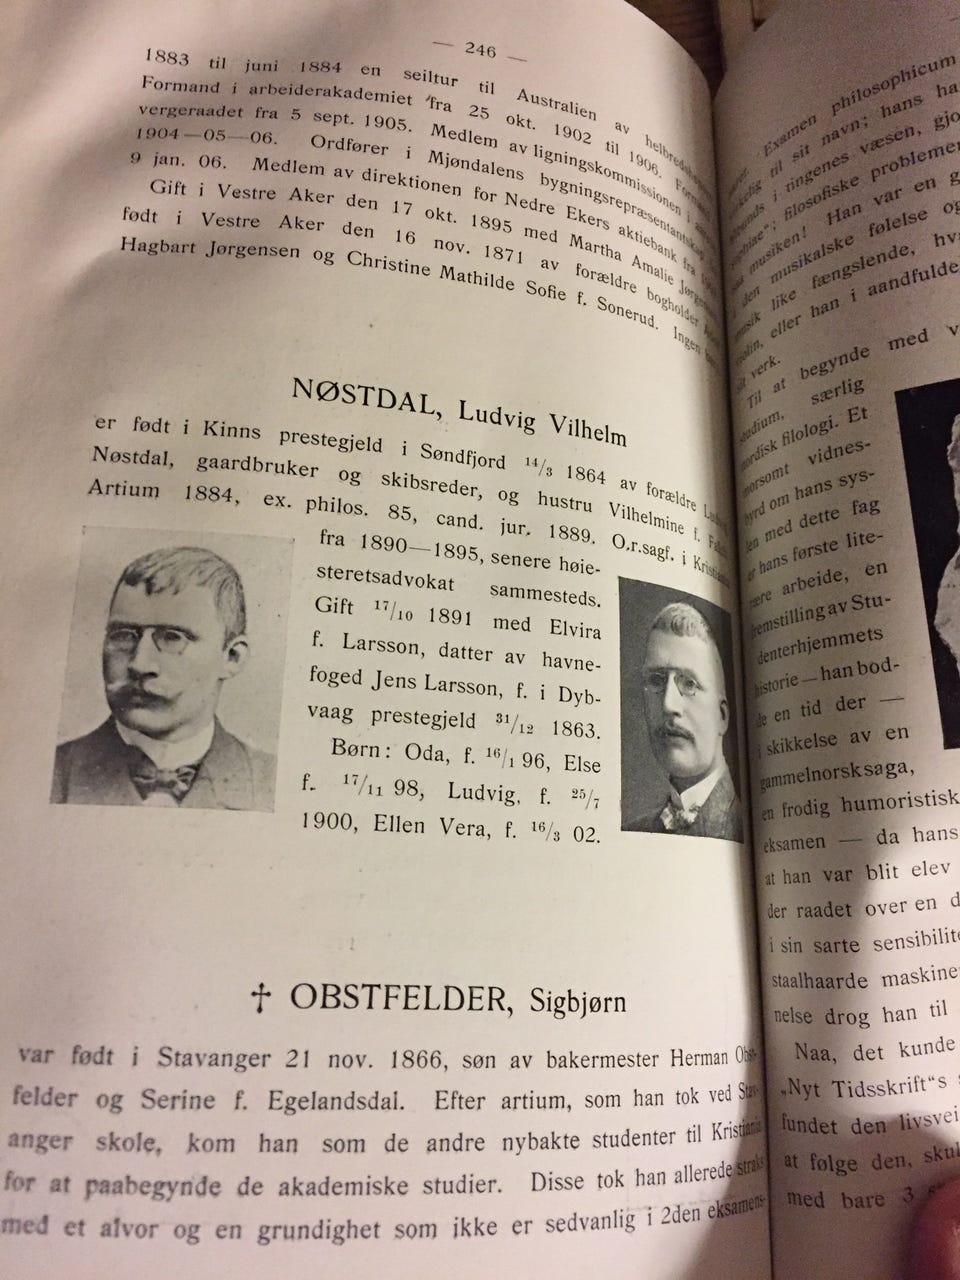 — 246 —
1883 til juni 1884 en seiltur til Australien av
Formand i arbeiderakademiet fra 25 okt. 1902 til 1906.
vergeraadet fra 5 sept. 1905. Medlem av ligningskommissionen i
1904—05—06. Ordfører i Mjøndalens bygningsrepræsentantskap
9 jan. 06. Medlem av direktionen for Nedre Ekers aktiebank fra
Gift i Vestre Aker den 17 okt. 1895 med Martha Amalie
født i Vestre Aker den 16 nov. 1871 av forældre bogholder
Hagbart Jørgensen og Christine Mathilde Sofie f. Sonerud. Ingen
NØSTDAL, Ludvig Vilhelm
er født i Kinns prestegjeld i Søndfjord 14/3 1864 av forældre
Nøstdal, gaardbruker og skibsreder, og hustru Vilhelmine f.
Artium 1884, ex. philos. 85, cand. jur. 1889. O.r.sagf. i
fra 1890—1895, senere høie-
steretsadvokat sammesteds.
Gift 17/10 1891 med Elvira
f. Larsson, datter av havne-
foged Jens Larsson, f. i Dyb-
vaag prestegjeld 31/12 1863.
Børn: Oda, f. 16/1 96, Else
f. 17/11 98, Ludvig, f. 25/7
1900, Ellen Vera, f. 16/3 02.
† OBSTFELDER, Sigbjørn
var født i Stavanger 21 nov. 1866, søn av bakermester Herman Obst-
felder og Serine f. Egelandsdal. Efter artium, som han tok ved Stav-
anger skole, kom han som de andre nybakte studenter til Kristiania
for at paabegynde de akademiske studier. Disse tok han allerede straks
med et alvor og en grundighet som ikke er sedvanlig i 2den eksamens-
Examen philosophicum
til sit navn; hans
i tingenes væsen,
filosofiske
musiken! Han var en
den musikalske følelse
like fængslende,
eller han i
verk.
Til at begynde med
studium, særlig
nordisk filologi. Et
morsomt vidnes-
byrd om hans sys-
len med dette fag
er hans første lite-
rære arbeide, en
fremstilling av Stu-
denterhjemmets
historie — han bod-
de en tid der —
i skikkelse av en
gammelnorsk saga,
en frodig humoristisk
eksamen — da hans
at han var blit elev
der raadet over en
i sin sarte
staalhaarde
nelse drog han til
Naa, det kunde
„Nyt Tidsskrift“s
fundet den
at følge den,
med bare 3